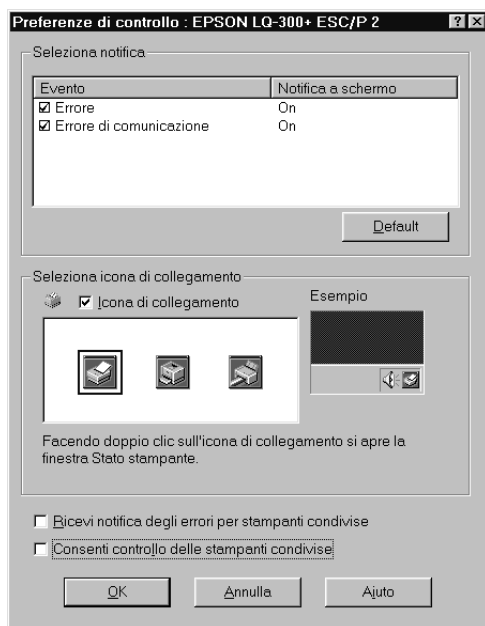 Preferenze di controllo : EPSON LQ-300+ ESC/P 2
Seleziona notifica
Evento Notifica a schermo
Errore On
Errore di comunicazione On
Default
Seleziona icona di collegamento
Icona di collegamento Esempio
Facendo doppio clic sull'icona di collegamento si apre la
finestra Stato stampante.
Ricevi notifica degli errori per stampanti condivise
Consenti controllo delle stampanti condivise
OK Annulla Aiuto